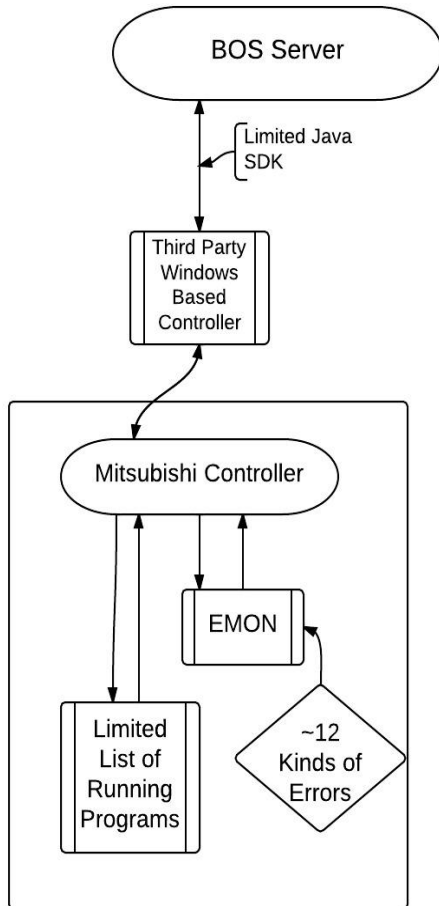 BOS Server
Limited Java
SDK
Third Party
Windows
Based
Controller
Mitsubishi Controller
EMON
Limited
List of
Running
Programs
~12
Kinds of
Errors